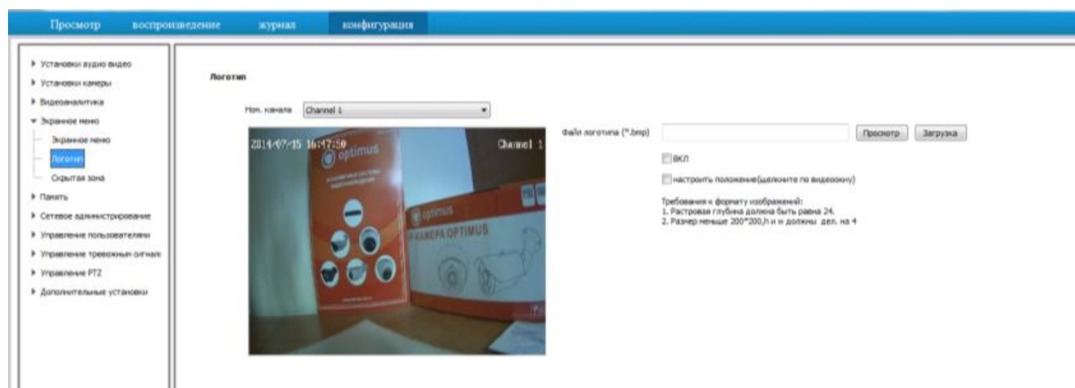 Просмотр воспроизведение журнал конфигурация
Установки аудио видео
Установки камеры
Видеоаналитика
Экранное меню
Экранное меню
Логотип
Скрытая зона
Память
Сетевое администрирование
Управление пользователями
Управление тревожным сигнал
Управление PTZ
Дополнительные установки
Логотип
Ном. канала Channel 1
2014/07/15 16:47:50 Channel 1
optimus
optimus
КАМЕРА OPTIMUS
Файл логотипа (*.bmp) Просмотр Загрузка
ВКЛ
настроить положение(щелкните по видеоокну)
Требования к формату изображений:
1. Растровая глубина должна быть равна 24.
2. Размер меньше 200*200,h и w должны дел. на 4